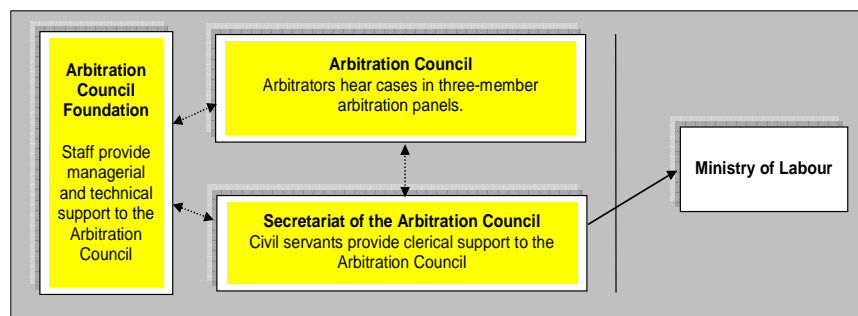 Arbitration
Council
Foundation
Staff provide
managerial
and technical
support to the
Arbitration
Council
Arbitration Council
Arbitrators hear cases in three-member
arbitration panels.
Secretariat of the Arbitration Council
Civil servants provide clerical support to the
Arbitration Council
Ministry of Labour